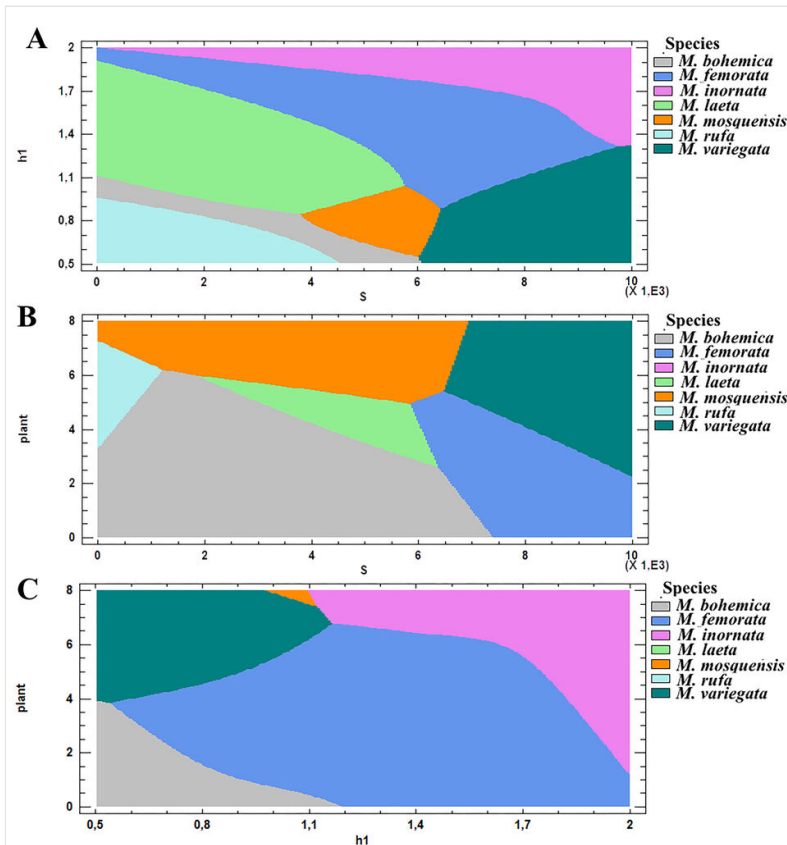 A
Species
M. bohemica
M. femorata
M. inornata
M. laeta
M. mosquensis
M. rufa
M. variegata
h1
2
1,7
1,4
1,1
0,8
0,5
0 2 4 6 8 10
S
(X 1,E3)
B
Species
M. bohemica
M. femorata
M. inornata
M. laeta
M. mosquensis
M. rufa
M. variegata
plant
8
6
4
2
0
0 2 4 6 8 10
S
(X 1,E3)
C
Species
M. bohemica
M. femorata
M. inornata
M. laeta
M. mosquensis
M. rufa
M. variegata
plant
8
6
4
2
0
0,5 0,8 1,1 1,4 1,7 2
h1